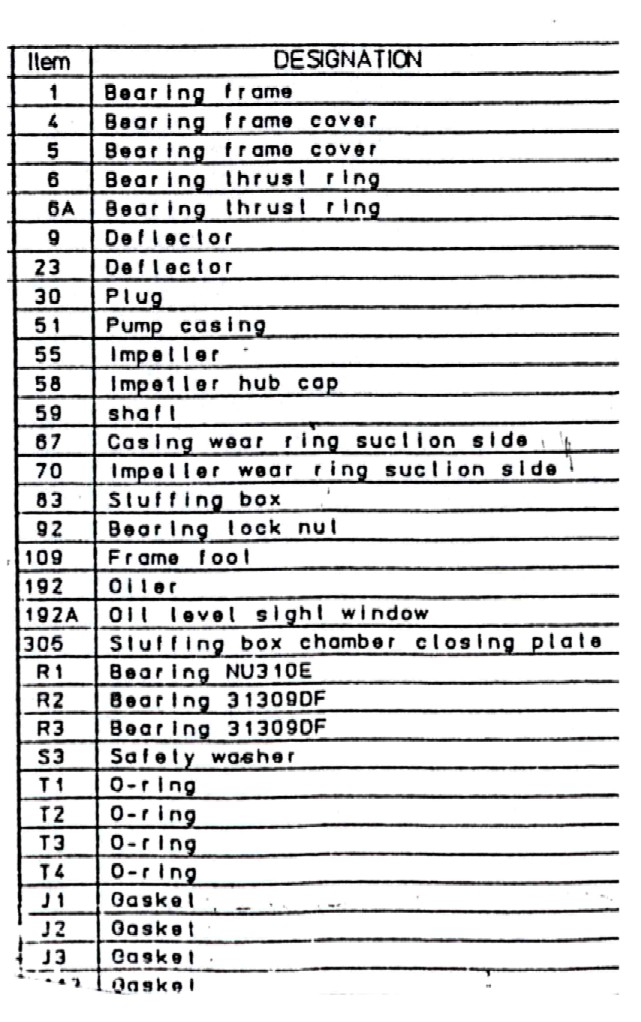 Item DESIGNATION
1 Bearing frame
4 Bearing frame cover
5 Bearing frame cover
6 Bearing thrust ring
6A Bearing thrust ring
9 Deflector
23 Deflector
30 Plug
51 Pump casing
55 Impeller
58 Impeller hub cap
59 shaft
67 Casing wear ring suction side
70 Impeller wear ring suction side
83 Stuffing box
92 Bearing lock nut
109 Frame foot
192 Oiler
192A Oil level sight window
305 Stuffing box chamber closing plate
R1 Bearing NU310E
R2 Bearing 31309DF
R3 Bearing 31309DF
S3 Safety washer
T1 O-ring
T2 O-ring
T3 O-ring
T4 O-ring
J1 Gasket
J2 Gasket
J3 Gasket
Gasket